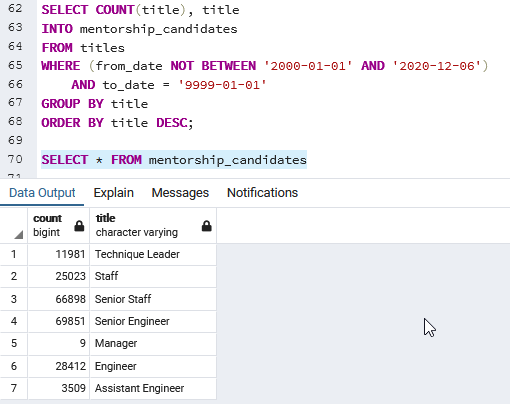 62 SELECT COUNT(title), title
63 INTO mentorship_candidates
64 FROM titles
65 WHERE (from_date NOT BETWEEN '2000-01-01' AND '2020-12-06')
66 AND to_date = '9999-01-01'
67 GROUP BY title
68 ORDER BY title DESC;
69
70 SELECT * FROM mentorship_candidates
71
Data Output Explain Messages Notifications
count title
bigint character varying
1 11981 Technique Leader
2 25023 Staff
3 66898 Senior Staff
4 69851 Senior Engineer
5 9 Manager
6 28412 Engineer
7 3509 Assistant Engineer